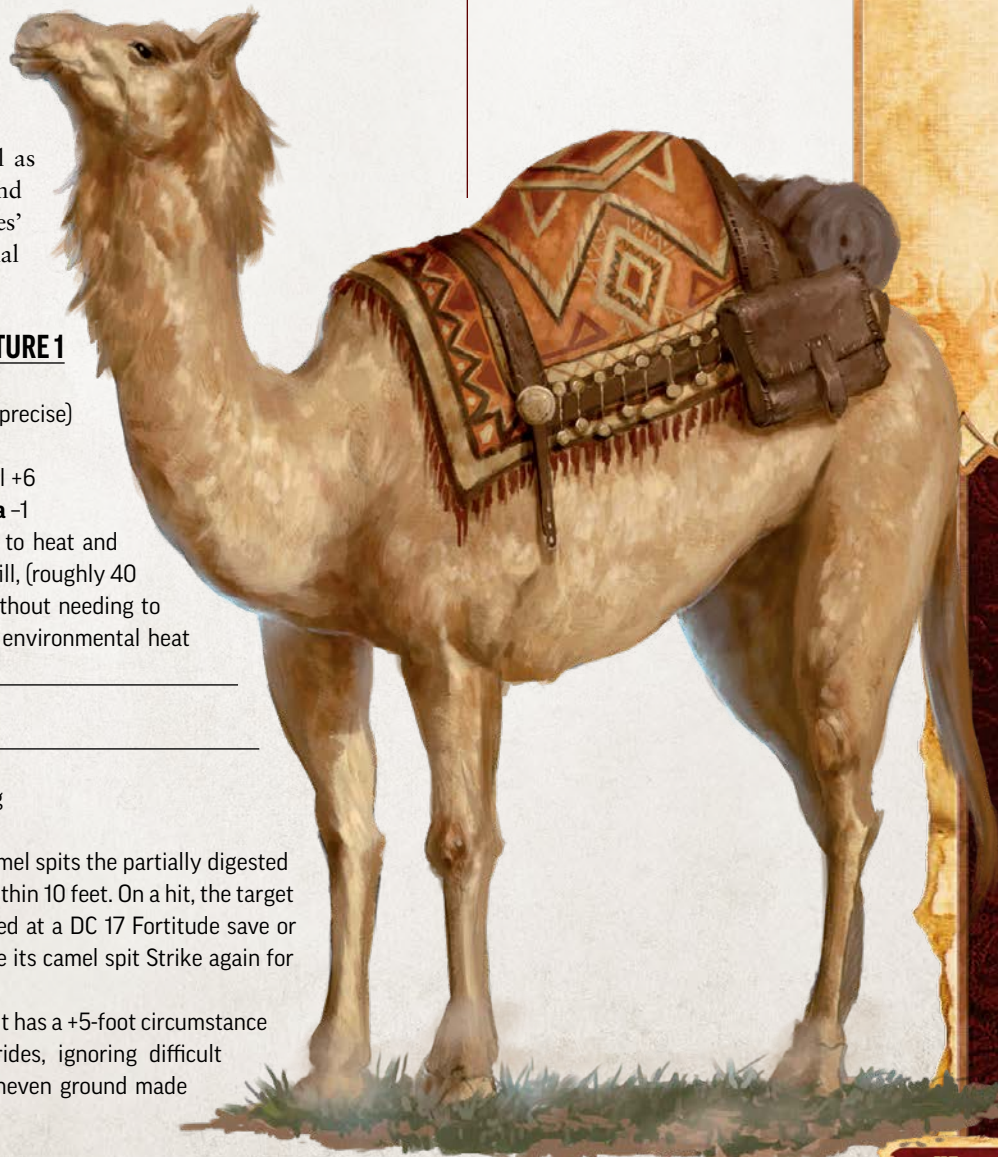 l as
nd
es’
al
TURE 1
precise)
l +6
a –1
to heat and
ill, (roughly 40
thout needing to
environmental heat
g
mel spits the partially digested
thin 10 feet. On a hit, the target
ed at a DC 17 Fortitude save or
e its camel spit Strike again for
t has a +5-foot circumstance
rides, ignoring difficult
neven ground made